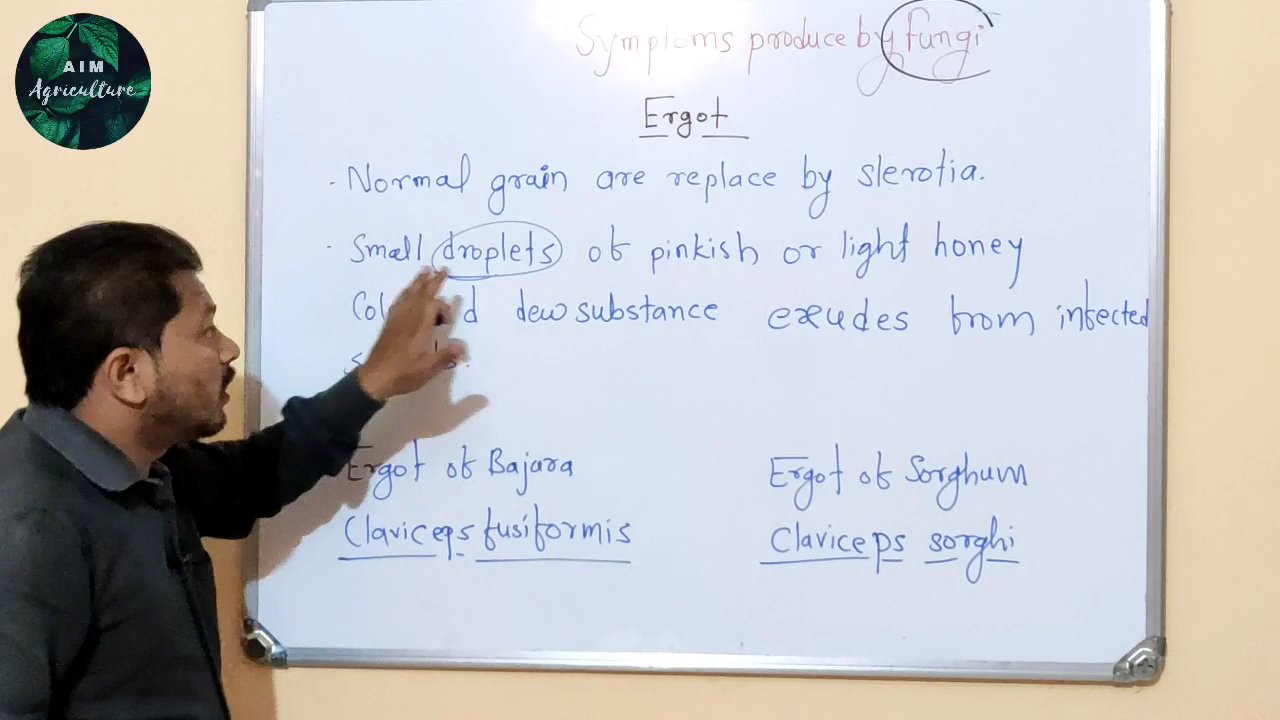 AIM
Agriculture
Symptoms produce by fungi
Ergot
· Normal grain are replace by slerotia.
· Small droplets of pinkish or light honey
dew substance exudes from infected
Ergot of Bajara
Ergot of Sorghum
Claviceps fusiformis
Claviceps sorghi